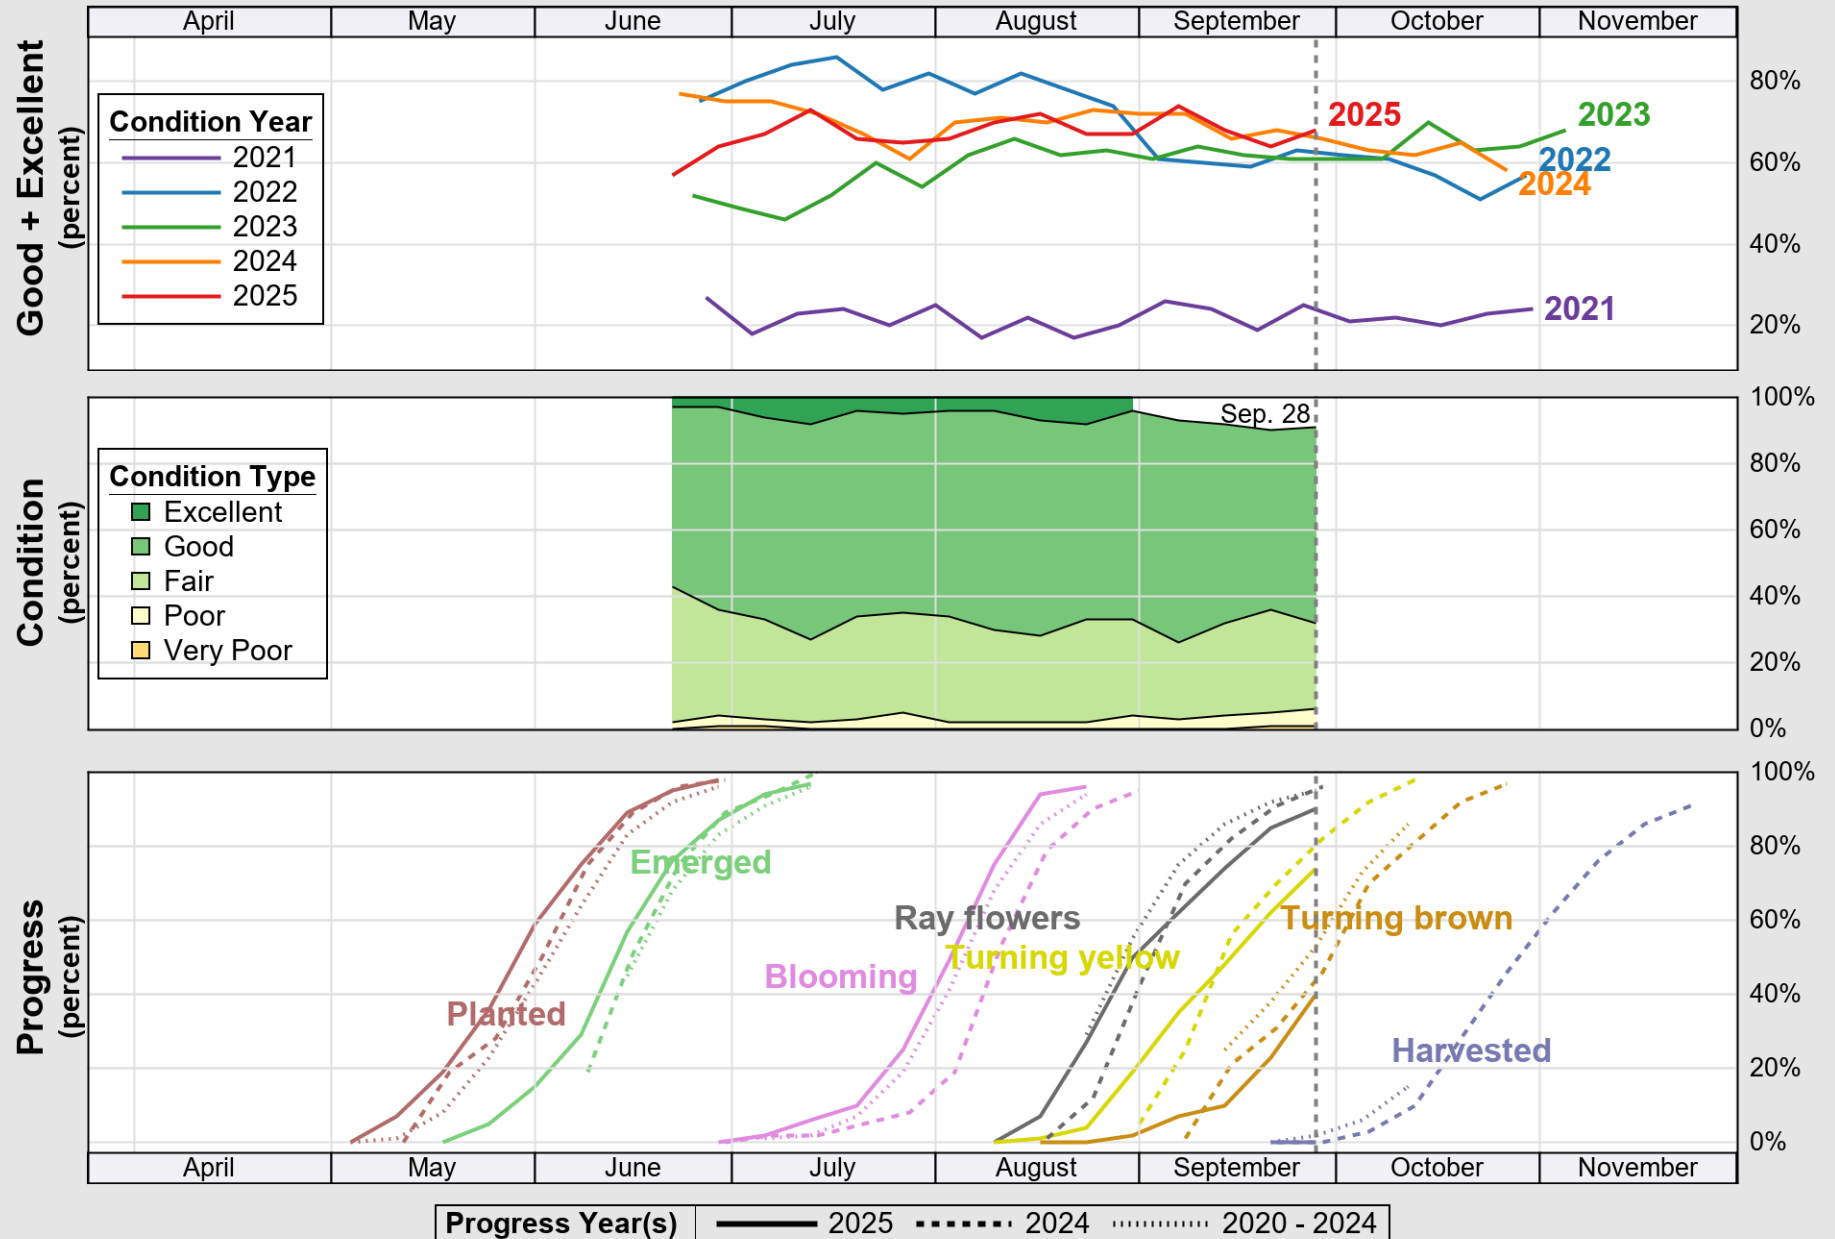 April May June July August September October November
Good + Excellent
(percent)
80%
60%
40%
20%
Condition Year
2021
2022
2023
2024
2025
2025
2023
2022
2024
2021
Condition
(percent)
100%
80%
60%
40%
20%
0%
Sep. 28
Condition Type
Excellent
Good
Fair
Poor
Very Poor
Progress
(percent)
100%
80%
60%
40%
20%
0%
Emerged
Ray flowers
Turning brown
Turning yellow
Blooming
Planted
Harvested
April May June July August September October November
Progress Year(s) 2025 2024 2020 - 2024